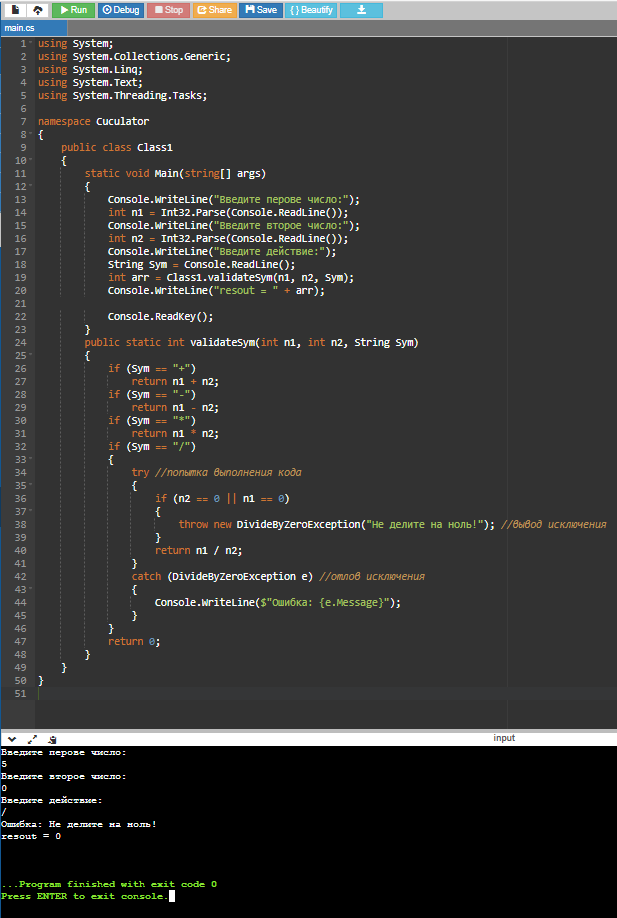 Run Debug Stop Share Save { } Beautify
main.cs
1 using System;
2 using System.Collections.Generic;
3 using System.Linq;
4 using System.Text;
5 using System.Threading.Tasks;
6
7 namespace Cuculator
8 {
9 public class Class1
10 {
11 static void Main(string[] args)
12 {
13 Console.WriteLine("Введите перове число:");
14 int n1 = Int32.Parse(Console.ReadLine());
15 Console.WriteLine("Введите второе число:");
16 int n2 = Int32.Parse(Console.ReadLine());
17 Console.WriteLine("Введите действие:");
18 String Sym = Console.ReadLine();
19 int arr = Class1.validateSym(n1, n2, Sym);
20 Console.WriteLine("resout = " + arr);
21
22 Console.ReadKey();
23 }
24 public static int validateSym(int n1, int n2, String Sym)
25 {
26 if (Sym == "+")
27 return n1 + n2;
28 if (Sym == "-")
29 return n1 - n2;
30 if (Sym == "*")
31 return n1 * n2;
32 if (Sym == "/")
33 {
34 try //попытка выполнения кода
35 {
36 if (n2 == 0 || n1 == 0)
37 {
38 throw new DivideByZeroException("Не делите на ноль!"); //вывод исключения
39 }
40 return n1 / n2;
41 }
42 catch (DivideByZeroException e) //отлов исключения
43 {
44 Console.WriteLine($"Ошибка: {e.Message}");
45 }
46 }
47 return 0;
48 }
49 }
50 }
51
input
Введите перове число:
5
Введите второе число:
0
Введите действие:
/
Ошибка: Не делите на ноль!
resout = 0
...Program finished with exit code 0
Press ENTER to exit console.